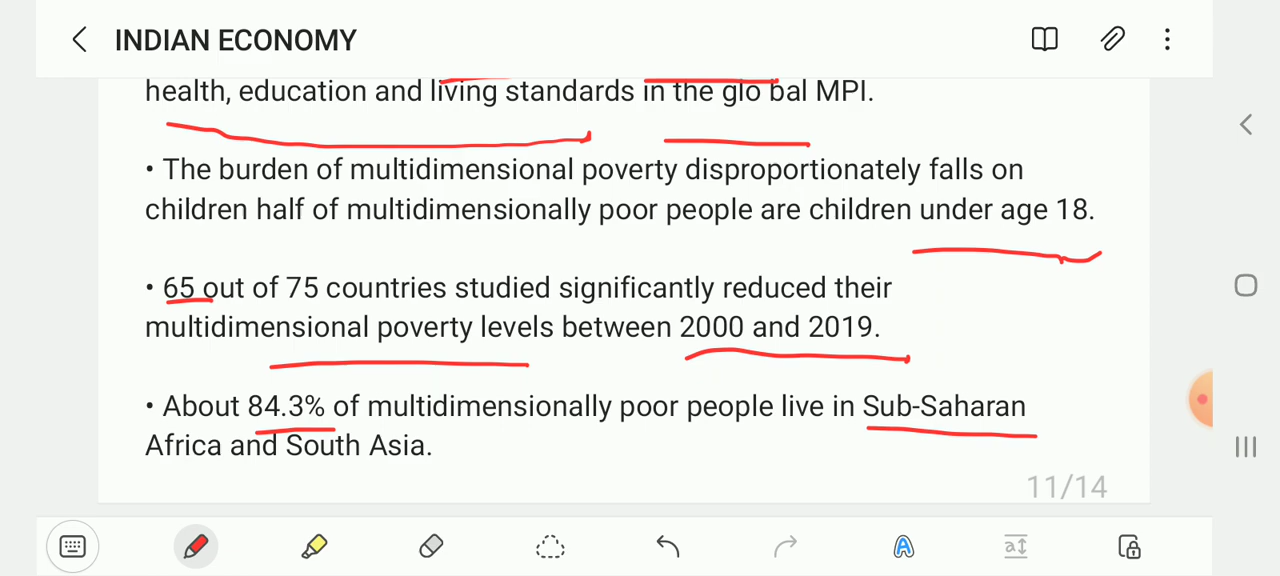 INDIAN ECONOMY
health, education and living standards in the glo bal MPI.
• The burden of multidimensional poverty disproportionately falls on
children half of multidimensionally poor people are children under age 18.
• 65 out of 75 countries studied significantly reduced their
multidimensional poverty levels between 2000 and 2019.
• About 84.3% of multidimensionally poor people live in Sub-Saharan
Africa and South Asia.
11/14